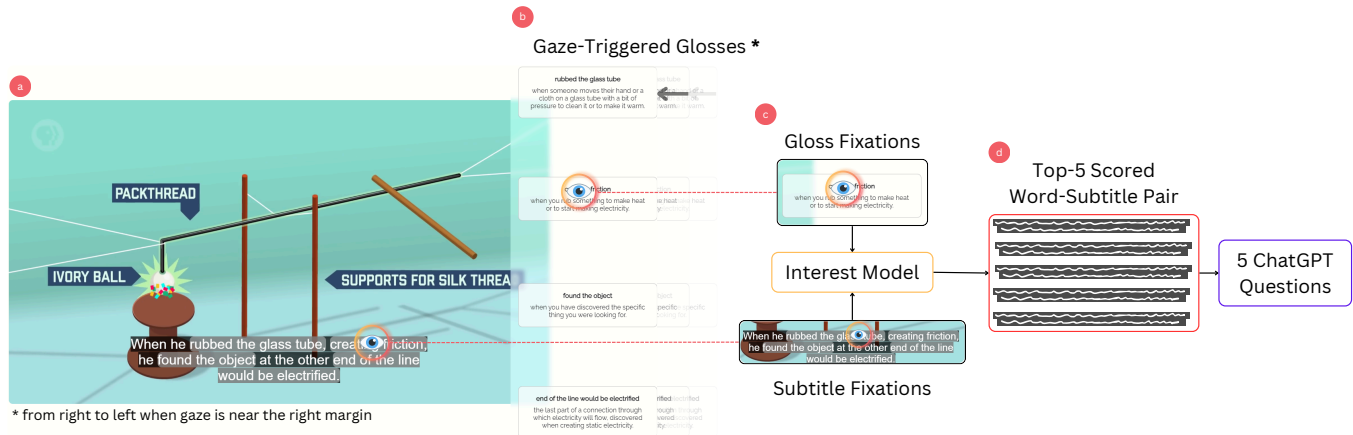 b
Gaze-Triggered Glosses *
a
rubbed the glass tube
when someone moves their hand or a
cloth on a glass tube with a bit of
pressure to clean it or to make it warm.
c
Gloss Fixations
d
Top-5 Scored
Word-Subtitle Pair
PACKTHREAD
friction
when you rub something to make heat
or to start making electricity.
friction
when you rub something to make heat
or to start making electricity.
IVORY BALL
SUPPORTS FOR SILK THREA
Interest Model
5 ChatGPT
Questions
found the object
when you have discovered the specific
thing you were looking for.
When he rubbed the glass tube, creating friction,
he found the object at the other end of the line
would be electrified.
When he rubbed the glass tube, creating friction,
he found the object at the other end of the line
would be electrified
Subtitle Fixations
end of the line would be electrified
the last part of a connection through
which electricity will flow, discovered
when creating static electricity.
* from right to left when gaze is near the right margin